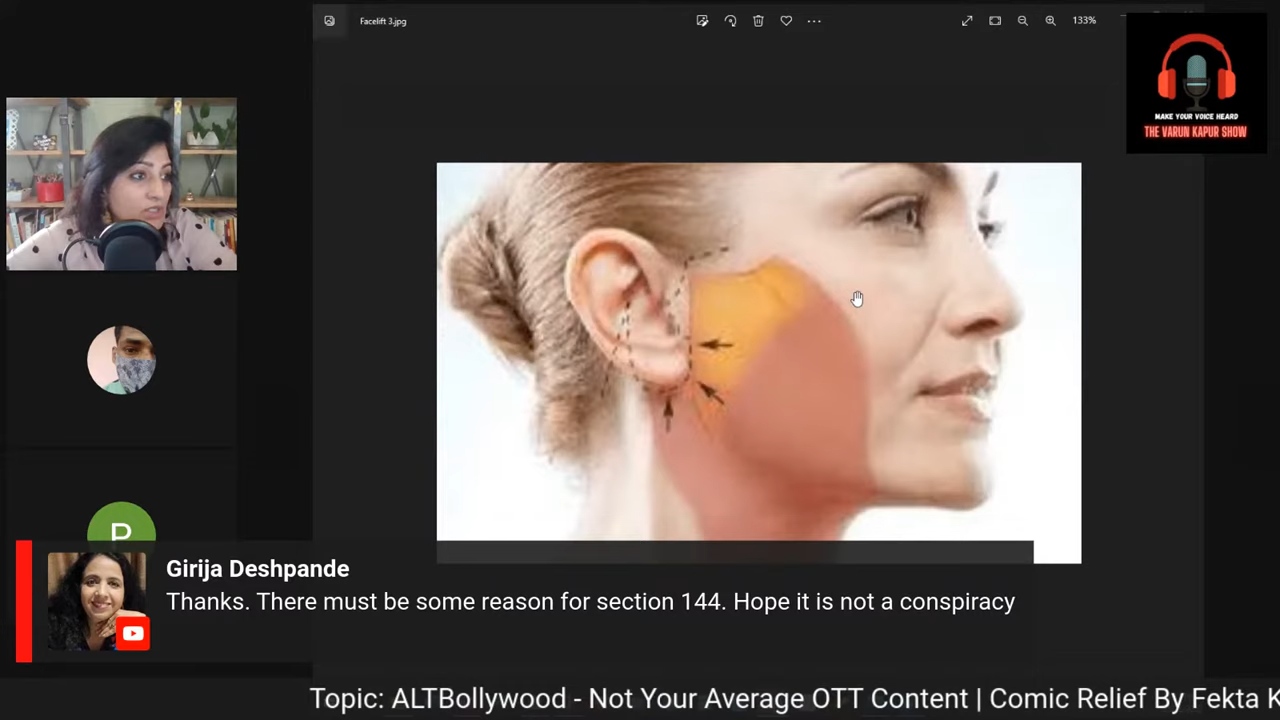 Facelift 3.jpg
133%
MAKE YOUR VOICE HEARD
THE VARUN KAPUR SHOW
Girija Deshpande
Thanks. There must be some reason for section 144. Hope it is not a conspiracy
Topic: ALTBollywood - Not Your Average OTT Content | Comic Relief By Fekta K